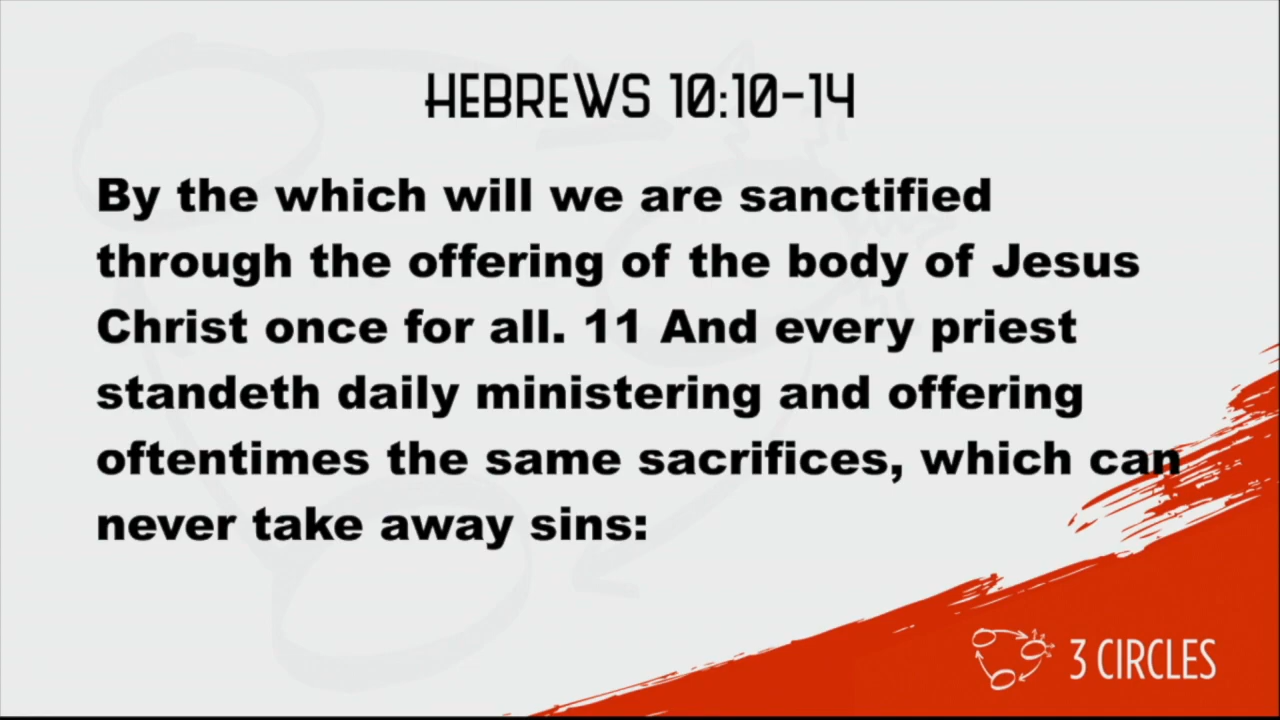 HEBREWS 10:10-14
By the which will we are sanctified
through the offering of the body of Jesus
Christ once for all. 11 And every priest
standeth daily ministering and offering
oftentimes the same sacrifices, which can
never take away sins:
3 CIRCLES